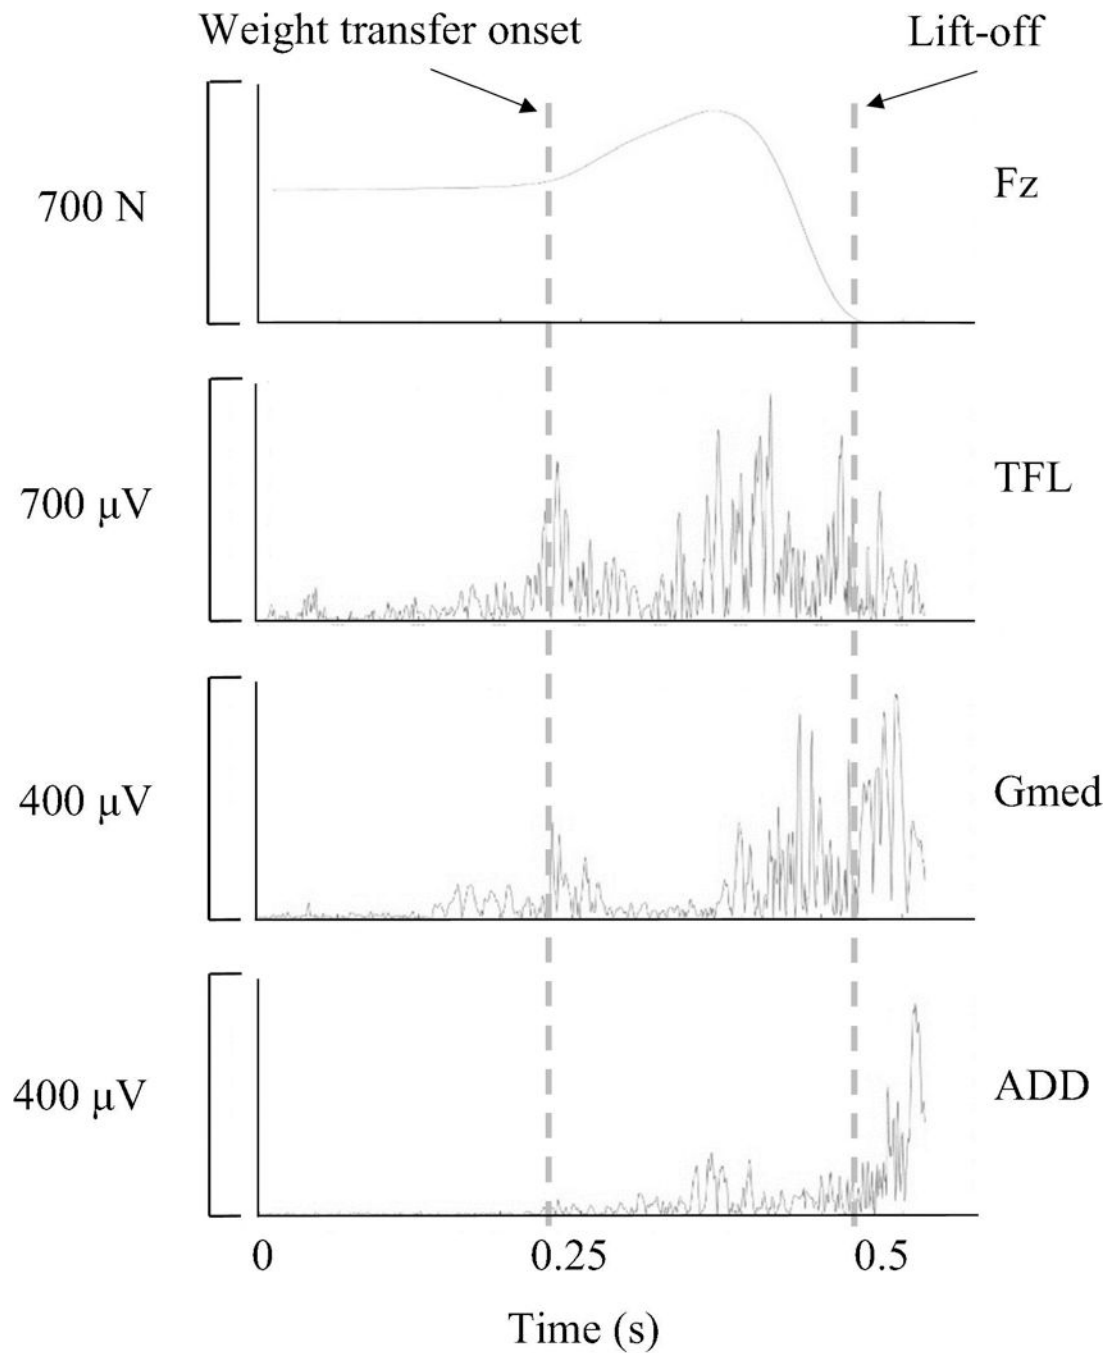 Weight transfer onset
Lift-off
700 N
Fz
700 μV
TFL
400 μV
Gmed
400 μV
ADD
0
0.25
0.5
Time (s)